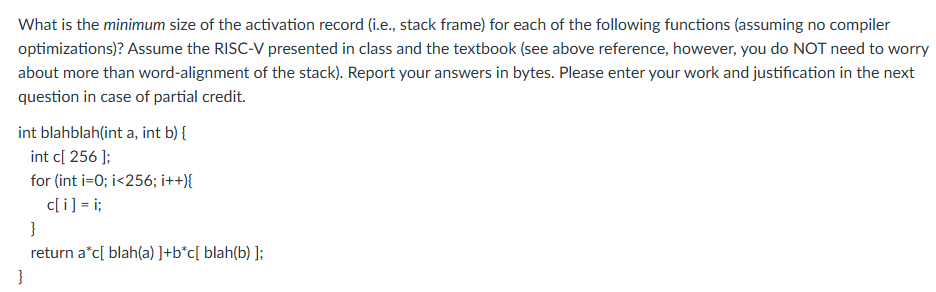 What is the minimum size of the activation record (i.e., stack frame) for each of the following functions (assuming no compiler
optimizations)? Assume the RISC-V presented in class and the textbook (see above reference, however, you do NOT need to worry
about more than word-alignment of the stack). Report your answers in bytes. Please enter your work and justification in the next
question in case of partial credit.
int blahblah(int a, int b) {
int c[ 256 ];
for (int i=0; i<256; i++){
c[ i ] = i;
}
return a*c[ blah(a) ]+b*c[ blah(b) ];
}